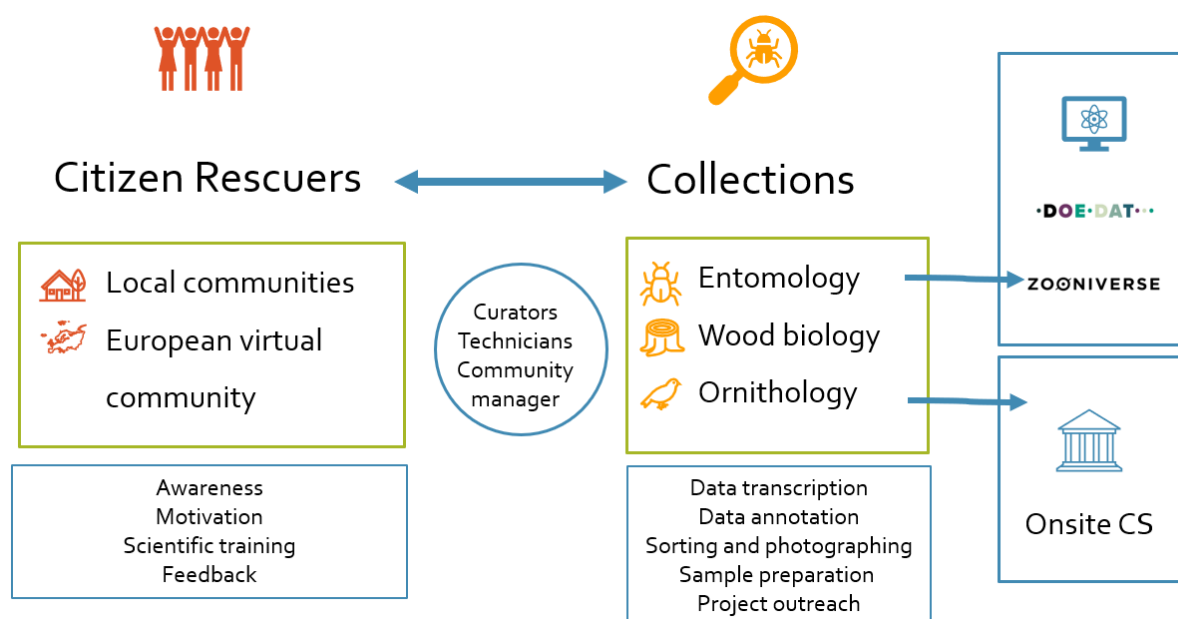 Citizen Rescuers
Collections
Local communities
European virtual
community
Awareness
Motivation
Scientific training
Feedback
Curators
Technicians
Community
manager
Entomology
Wood biology
Ornithology
Data transcription
Data annotation
Sorting and photographing
Sample preparation
Project outreach
·DOE·DAT···
ZOONIVERSE
Onsite CS